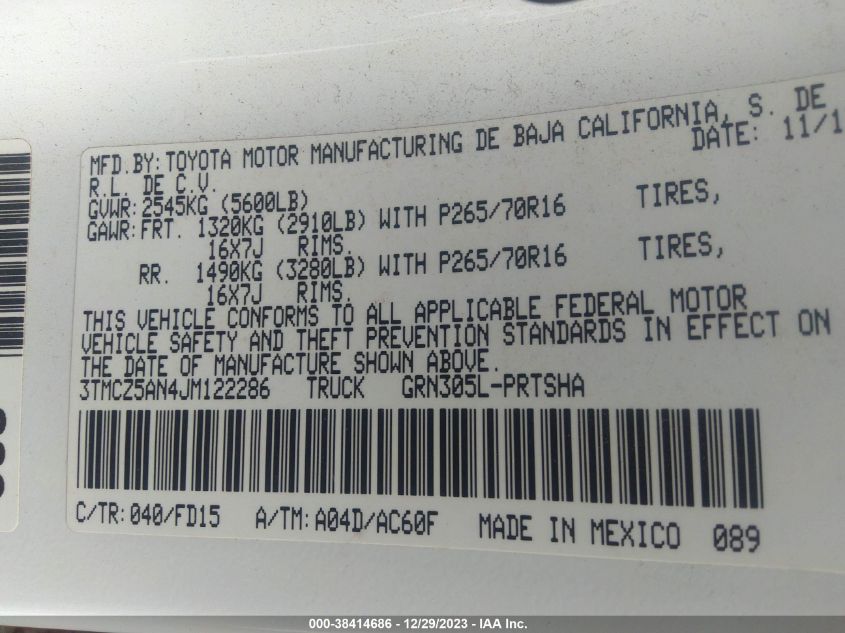 MFD.BY: TOYOTA MOTOR MANUFACTURING DE BAJA CALIFORNIA, S. DE
R.L. DE C.V. DATE: 11/1
GVWR: 2545KG (5600LB)
GAWR: FRT. 1320KG (2910LB) WITH P265/70R16 TIRES,
16X7J RIMS.
RR. 1490KG (3280LB) WITH P265/70R16 TIRES,
16X7J RIMS.
THIS VEHICLE CONFORMS TO ALL APPLICABLE FEDERAL MOTOR
VEHICLE SAFETY AND THEFT PREVENTION STANDARDS IN EFFECT ON
THE DATE OF MANUFACTURE SHOWN ABOVE.
3TMCZ5AN4JM122286 TRUCK GRN305L-PRTSHA
C/TR: 040/FD15 A/TM: A04D/AC60F MADE IN MEXICO 089
000-38414686 - 12/29/2023 - IAA Inc.